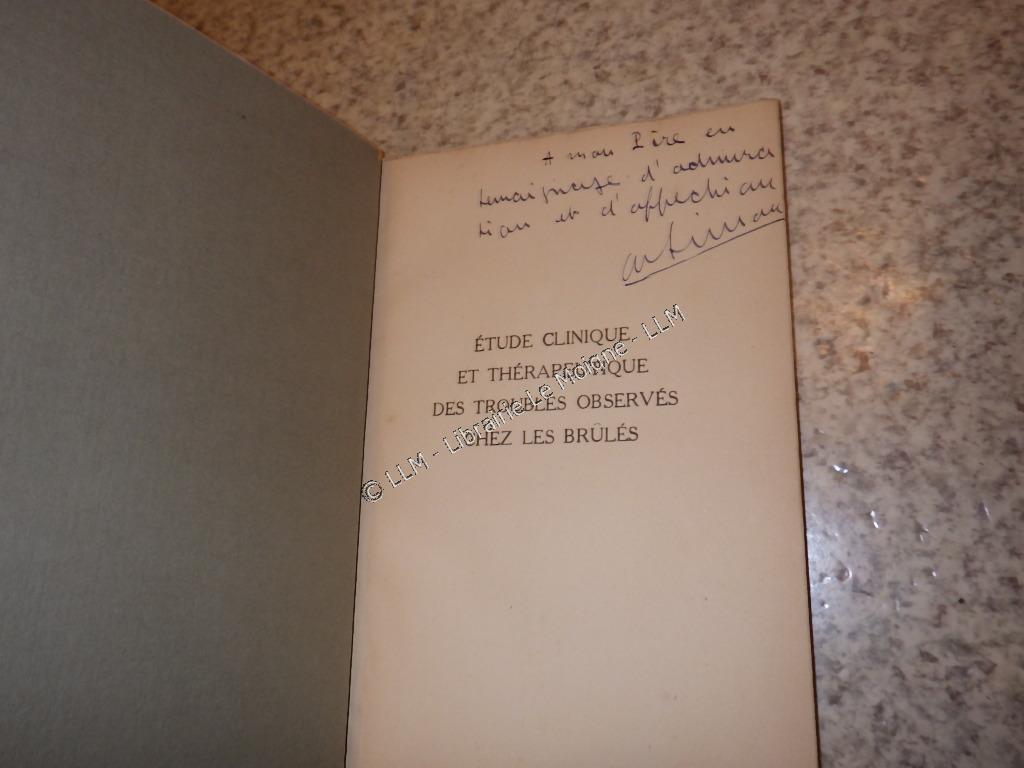 A mon Père en
temoignage d'admira
tion et d'affection
ÉTUDE CLINIQUE
ET THÉRAPEUTIQUE
DES TROUBLES OBSERVÉS
CHEZ LES BRÛLÉS
© LLM - Librairie Le Moigne - LLM